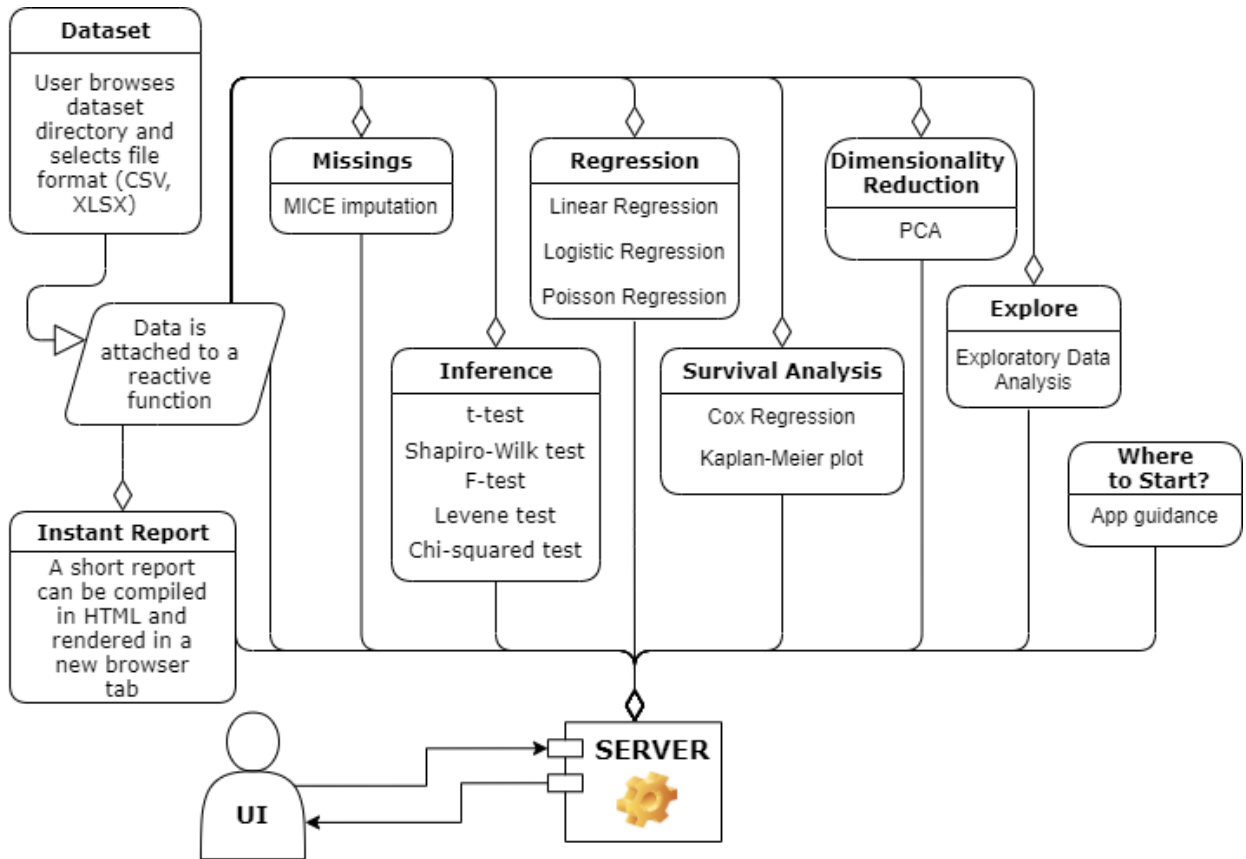 Dataset
User browses
dataset
directory and
selects file
format (CSV,
XLSX)
Data is
attached to a
reactive
function
Instant Report
A short report
can be compiled
in HTML and
rendered in a
new browser
tab
Missings
MICE imputation
Inference
t-test
Shapiro-Wilk test
F-test
Levene test
Chi-squared test
Regression
Linear Regression
Logistic Regression
Poisson Regression
Survival Analysis
Cox Regression
Kaplan-Meier plot
Dimensionality
Reduction
PCA
Explore
Exploratory Data
Analysis
Where
to Start?
App guidance
UI
SERVER